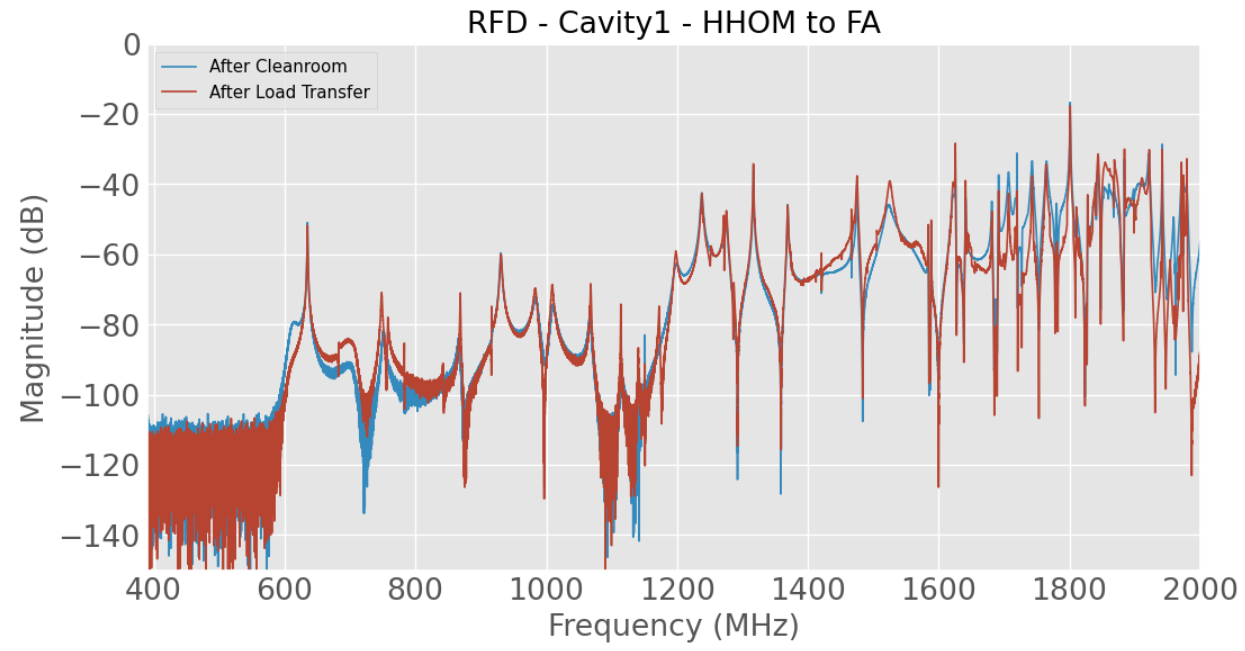 RFD - Cavity1 - HHOM to FA
After Cleanroom
After Load Transfer
0
−20
−40
−60
−80
−100
−120
−140
Magnitude (dB)
400 600 800 1000 1200 1400 1600 1800 2000
Frequency (MHz)